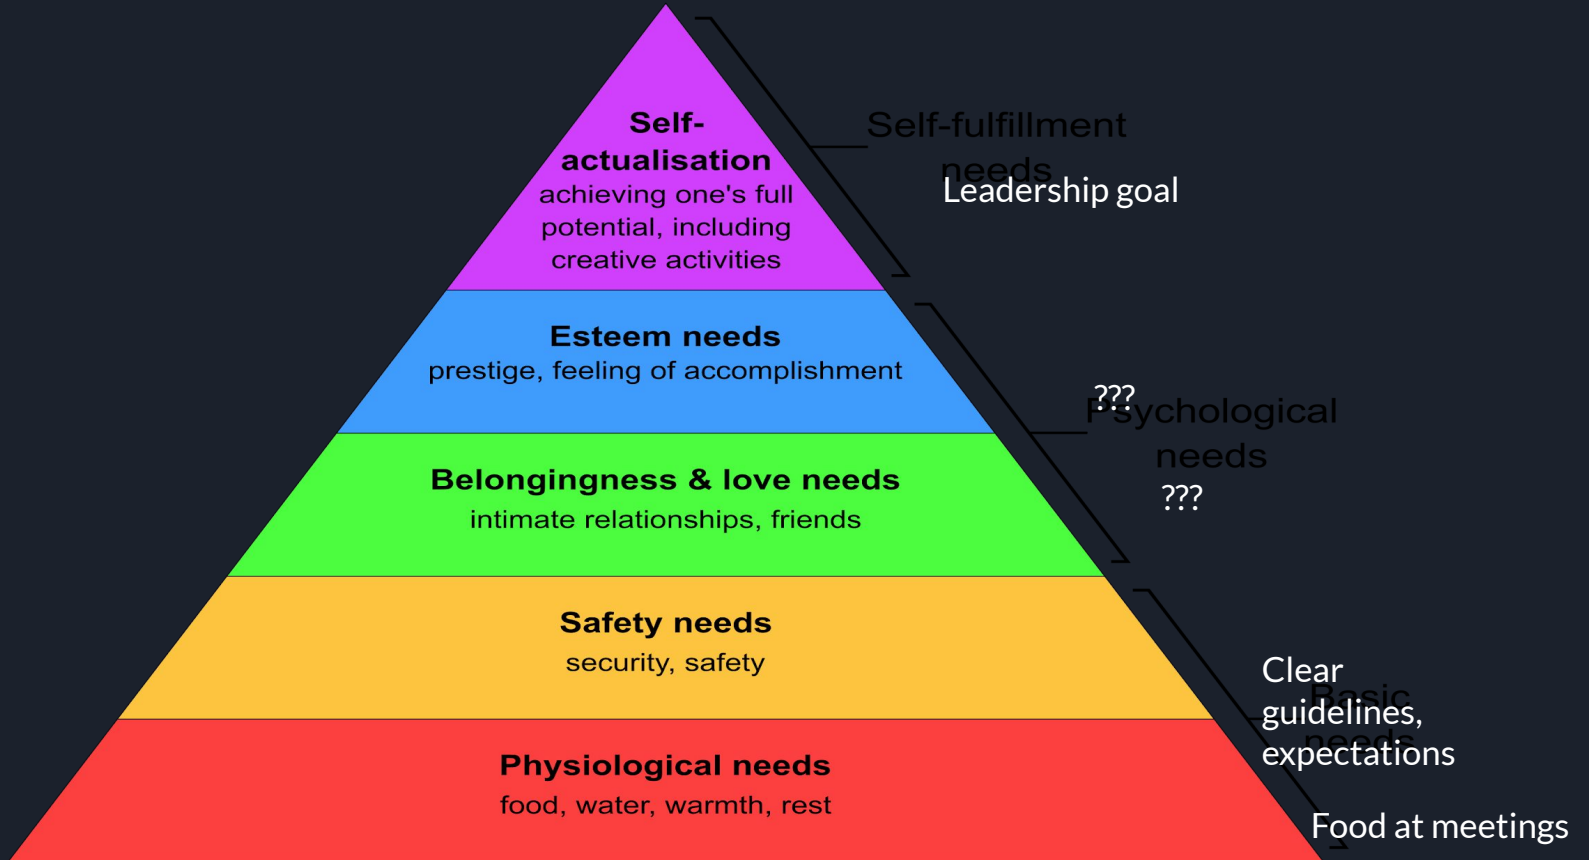 Self-
actualisation
achieving one's full
potential, including
creative activities
Self-fulfillment
needs
Leadership goal
Esteem needs
prestige, feeling of accomplishment
???
Psychological
needs
???
Belongingness & love needs
intimate relationships, friends
Safety needs
security, safety
Clear
guidelines,
expectations
Basic
needs
Physiological needs
food, water, warmth, rest
Food at meetings